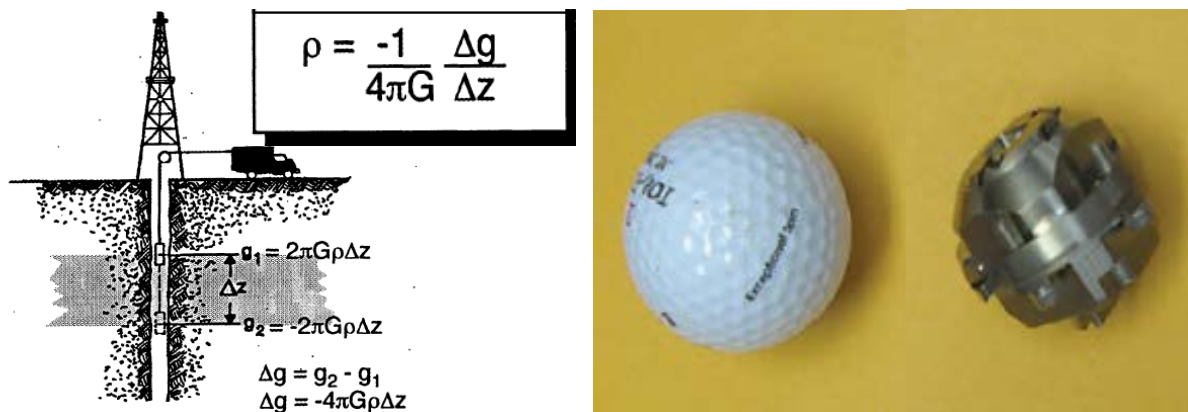 ρ = -1/4πG Δg/Δz
g₁ = 2πGρΔz
Δz
g₂ = -2πGρΔz
Δg = g₂ - g₁
Δg = -4πGρΔz
Exceptional Spin